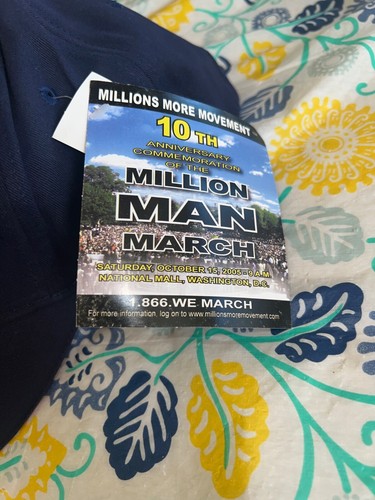 MILLIONS MORE MOVEMENT
10TH
ANNIVERSARY
COMMEMORATION
OF THE
MILLION
MAN
MARCH
SATURDAY, OCTOBER 15, 2005 - 9 A.M.
NATIONAL MALL, WASHINGTON, D.C.
1.866.WE MARCH
For more information, log on to www.millionsmoremovement.com